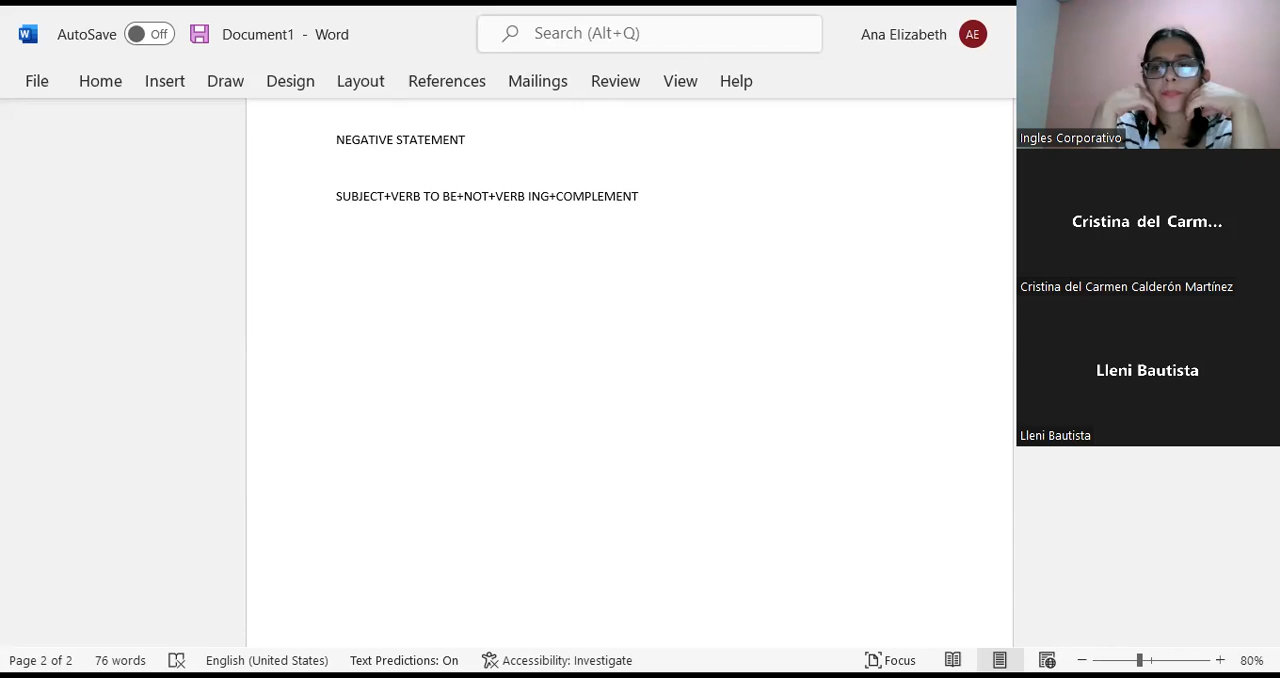 AutoSave Off Document1 - Word Search (Alt+Q) Ana Elizabeth AE
File Home Insert Draw Design Layout References Mailings Review View Help
NEGATIVE STATEMENT
SUBJECT+VERB TO BE+NOT+VERB ING+COMPLEMENT
Ingles Corporativo
Cristina del Carm...
Cristina del Carmen Calderón Martínez
Lleni Bautista
Lleni Bautista
Page 2 of 2 76 words English (United States) Text Predictions: On Accessibility: Investigate Focus 80%